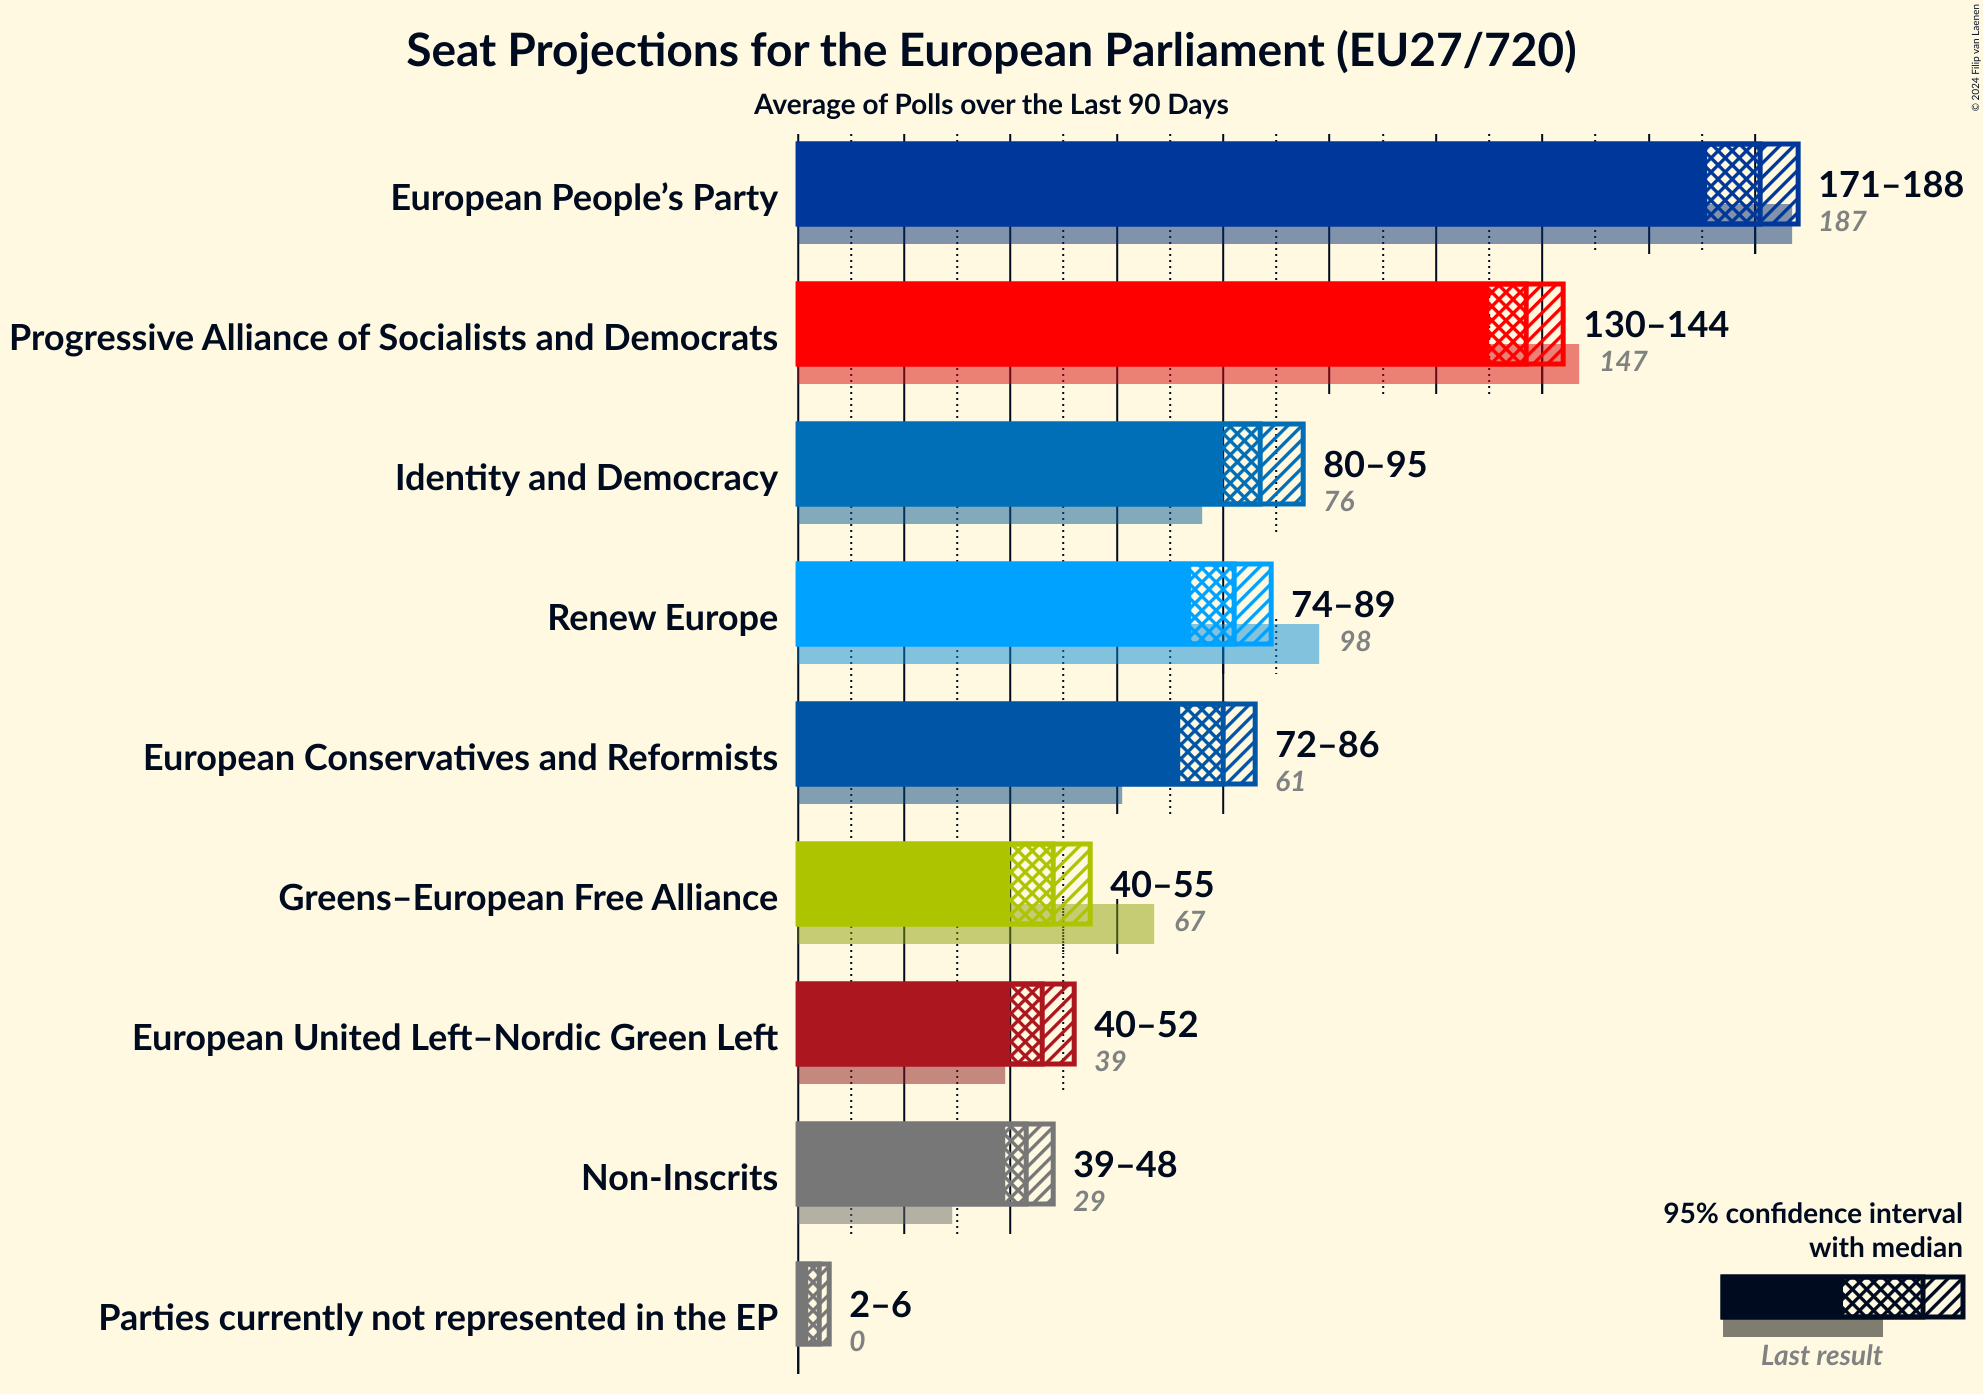 Seat Projections for the European Parliament (EU27/720)
Average of Polls over the Last 90 Days
© 2024 Filip van Laenen
European People’s Party
171–188
187
Progressive Alliance of Socialists and Democrats
130–144
147
Identity and Democracy
80–95
76
Renew Europe
74–89
98
European Conservatives and Reformists
72–86
61
Greens–European Free Alliance
40–55
67
European United Left–Nordic Green Left
40–52
39
Non-Inscrits
39–48
29
Parties currently not represented in the EP
2–6
0
95% confidence interval
with median
Last result